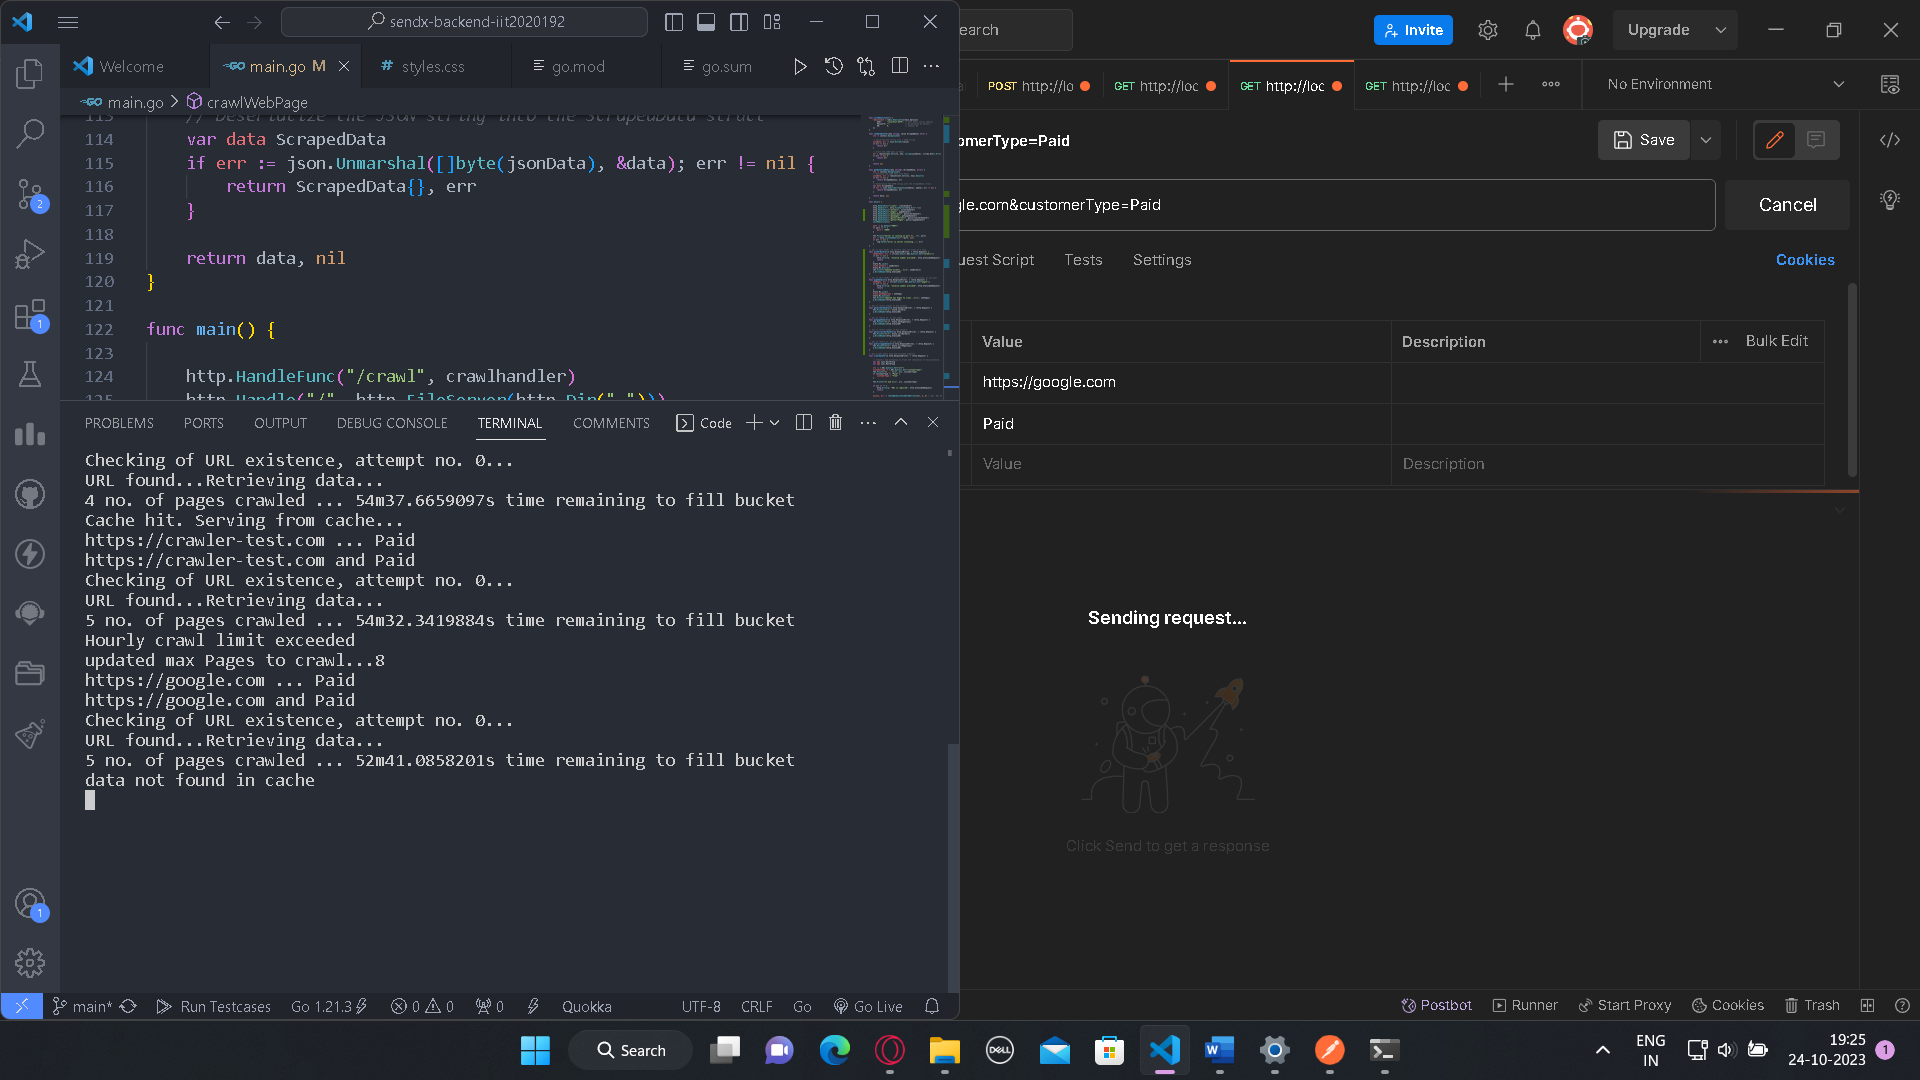 sendx-backend-iit2020192
Welcome
main.go M
styles.css
go.mod
go.sum
main.go > crawlWebPage
113 // Deserialize the JSON string into the ScrapedData struct
114 var data ScrapedData
115 if err := json.Unmarshal([]byte(jsonData), &data); err != nil {
116 return ScrapedData{}, err
117 }
118
119 return data, nil
120 }
121
122 func main() {
123
124 http.HandleFunc("/crawl", crawlhandler)
125 http.Handle("/", http.FileServer(http.Dir(".")))
PROBLEMS PORTS OUTPUT DEBUG CONSOLE TERMINAL COMMENTS Code
Checking of URL existence, attempt no. 0...
URL found...Retrieving data...
4 no. of pages crawled ... 54m37.6659097s time remaining to fill bucket
Cache hit. Serving from cache...
https://crawler-test.com ... Paid
https://crawler-test.com and Paid
Checking of URL existence, attempt no. 0...
URL found...Retrieving data...
5 no. of pages crawled ... 54m32.3419884s time remaining to fill bucket
Hourly crawl limit exceeded
updated max Pages to crawl...8
https://google.com ... Paid
https://google.com and Paid
Checking of URL existence, attempt no. 0...
URL found...Retrieving data...
5 no. of pages crawled ... 52m41.0858201s time remaining to fill bucket
data not found in cache
2
1
1
main* Run Testcases Go 1.21.3 0 0 0 Quokka UTF-8 CRLF Go Go Live
earch
Invite
Upgrade
POST http://lo
GET http://loc
GET http://loc
GET http://loc
No Environment
omerType=Paid
Save
gle.com&customerType=Paid
Cancel
uest Script Tests Settings Cookies
Value Description Bulk Edit
https://google.com
Paid
Value Description
Sending request...
Click Send to get a response
Postbot Runner Start Proxy Cookies Trash
Search
DELL
ENG
IN
19:25
24-10-2023
1